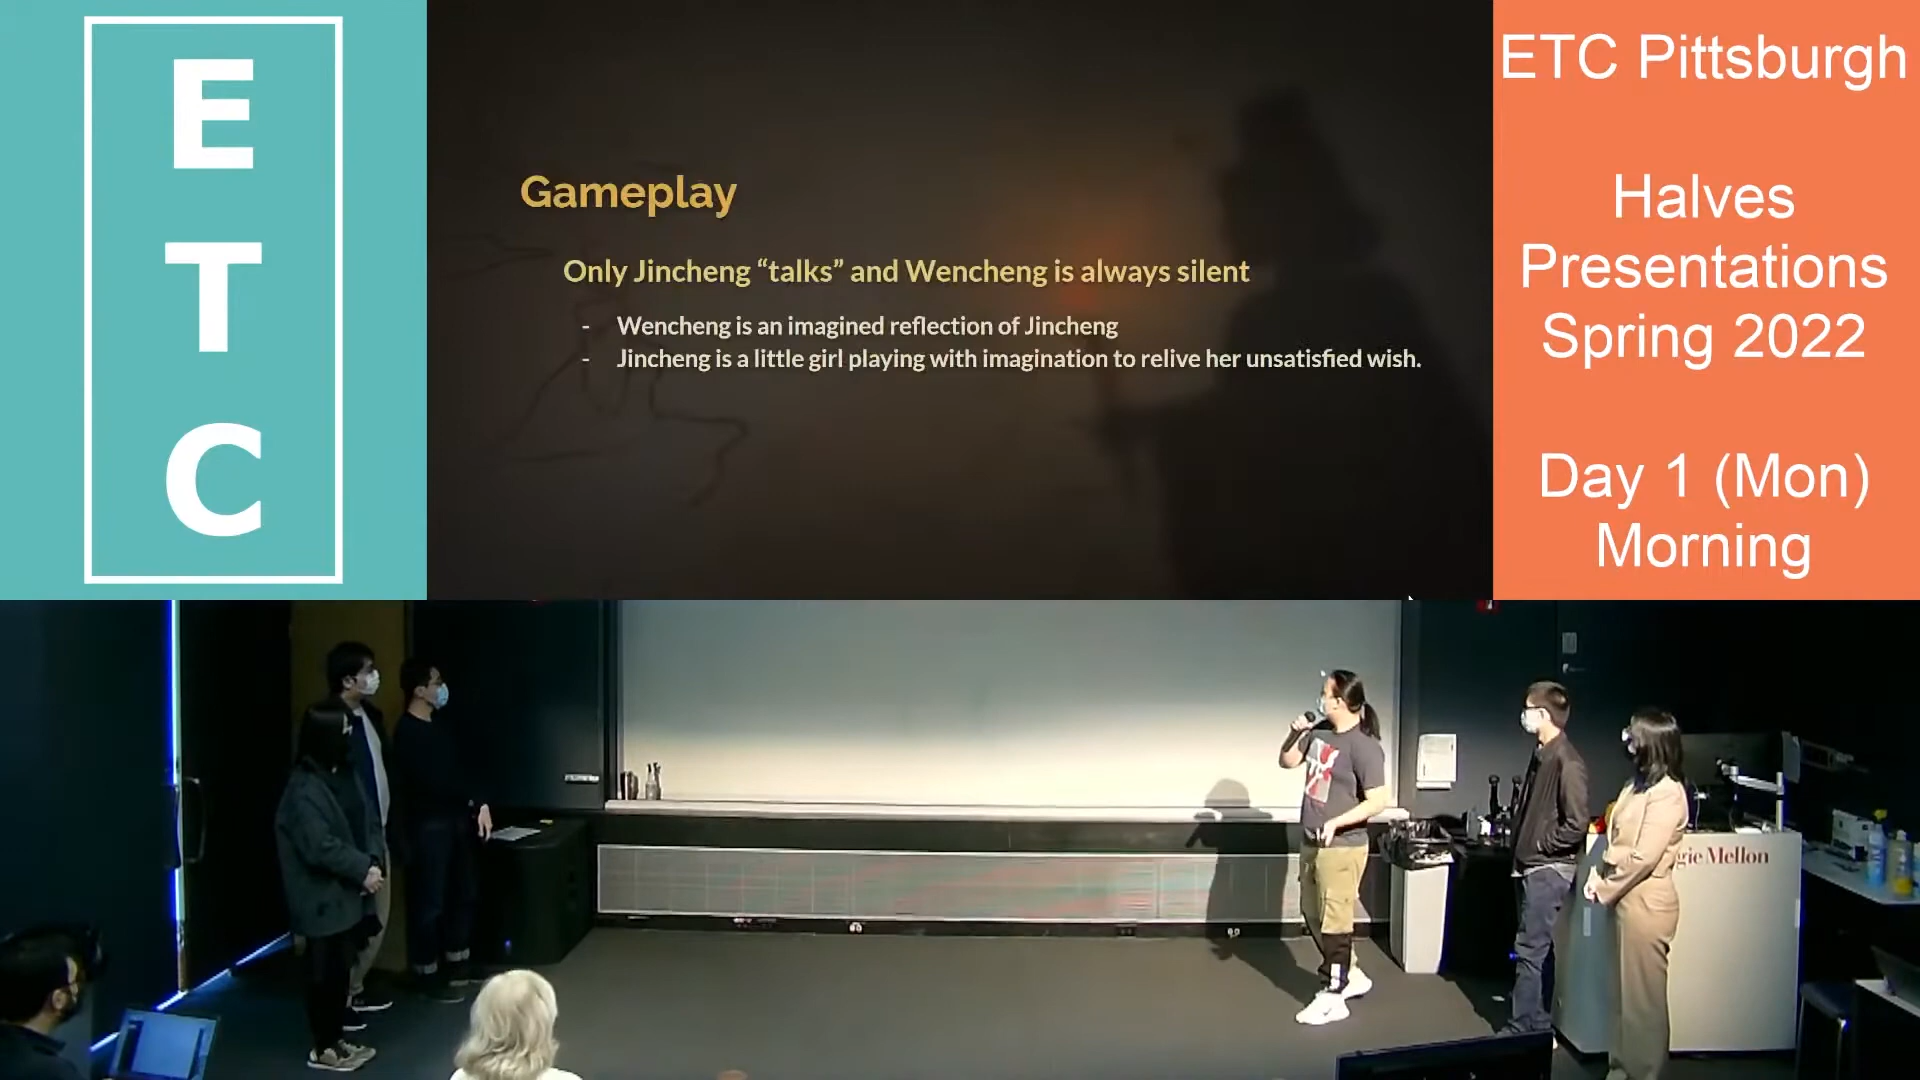 E
T
C
Gameplay
Only Jincheng “talks” and Wencheng is always silent
- Wencheng is an imagined reflection of Jincheng
- Jincheng is a little girl playing with imagination to relive her unsatisfied wish.
ETC Pittsburgh
Halves
Presentations
Spring 2022
Day 1 (Mon)
Morning
gie Mellon